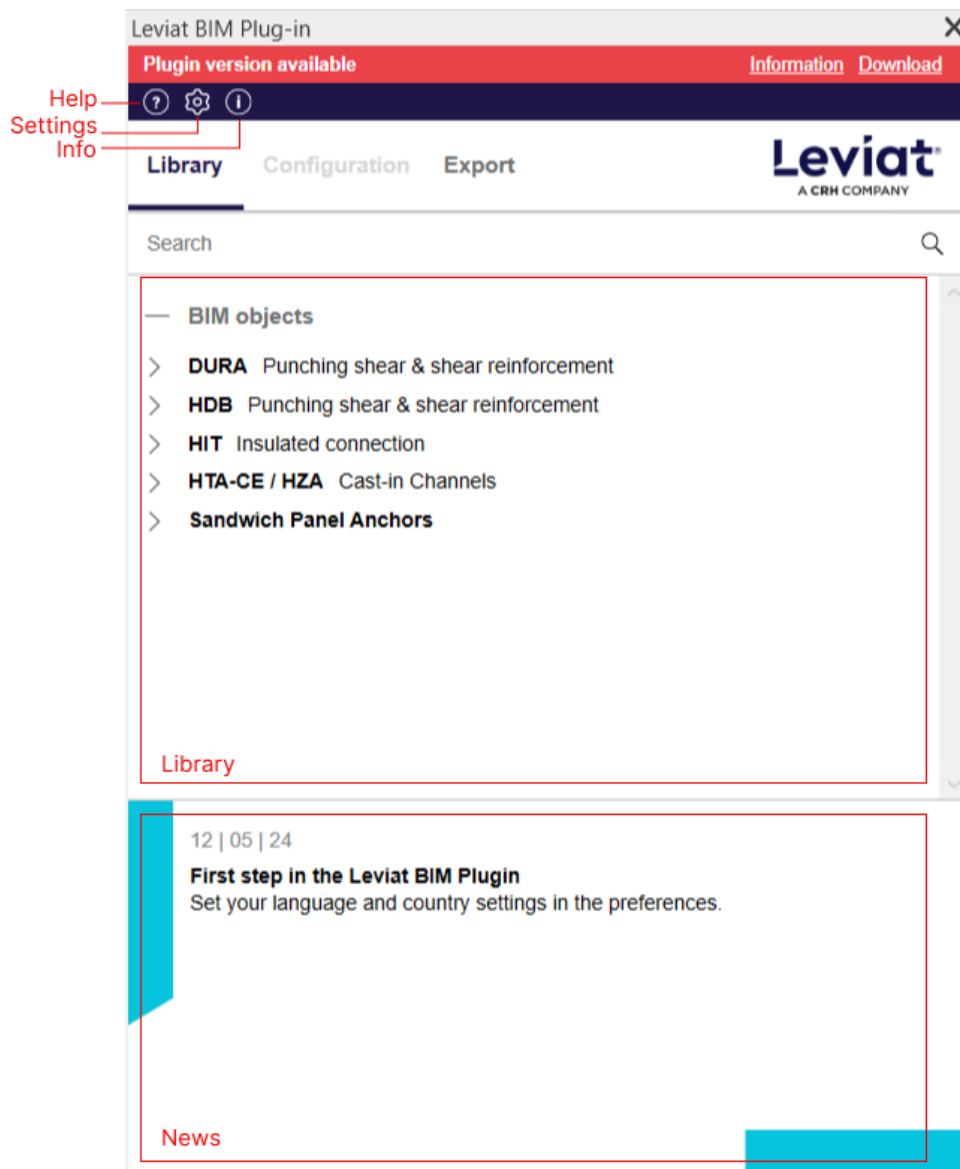 Leviat BIM Plug-in
Plugin version available Information Download
Help
Settings
Info
Library Configuration Export
Leviat®
A CRH COMPANY
Search
BIM objects
DURA Punching shear & shear reinforcement
HDB Punching shear & shear reinforcement
HIT Insulated connection
HTA-CE / HZA Cast-in Channels
Sandwich Panel Anchors
Library
12 | 05 | 24
First step in the Leviat BIM Plugin
Set your language and country settings in the preferences.
News